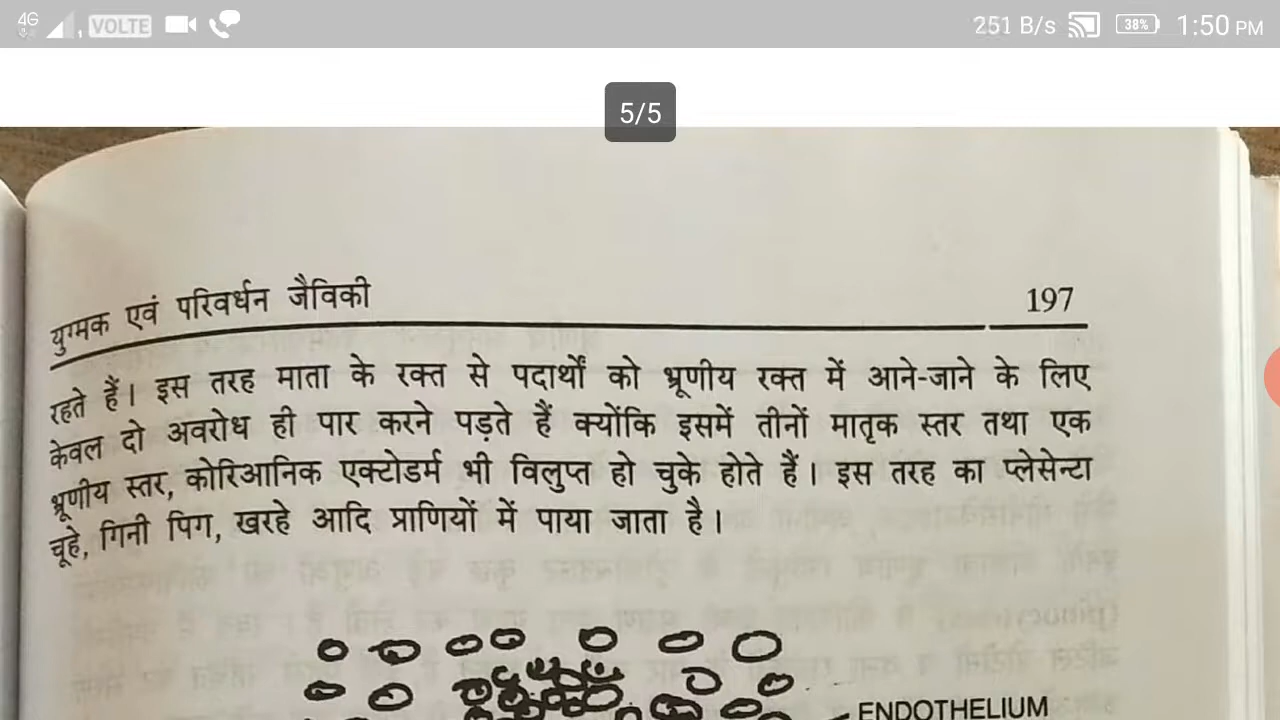 4G VOLTE 251 B/s 38% 1:50 PM
5/5
युग्मक एवं परिवर्धन जैविकी 197
रहते हैं। इस तरह माता के रक्त से पदार्थों को भ्रूणीय रक्त में आने-जाने के लिए
केवल दो अवरोध ही पार करने पड़ते हैं क्योंकि इसमें तीनों मातृक स्तर तथा एक
भ्रूणीय स्तर, कोरिआनिक एक्टोडर्म भी विलुप्त हो चुके होते हैं। इस तरह का प्लेसेन्टा
चूहे, गिनी पिग, खरहे आदि प्राणियों में पाया जाता है।
ENDOTHELIUM